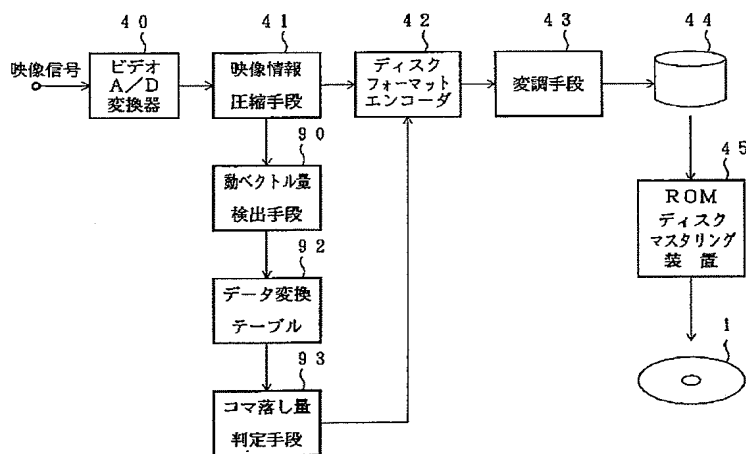 40
41
42
43
44
映像信号
ビデオ
A/D
変換器
映像情報
圧縮手段
ディスク
フォーマット
エンコーダ
変調手段
90
動ベクトル量
検出手段
45
ROM
ディスク
マスタリング
装置
92
データ変換
テーブル
93
コマ落し量
判定手段
1